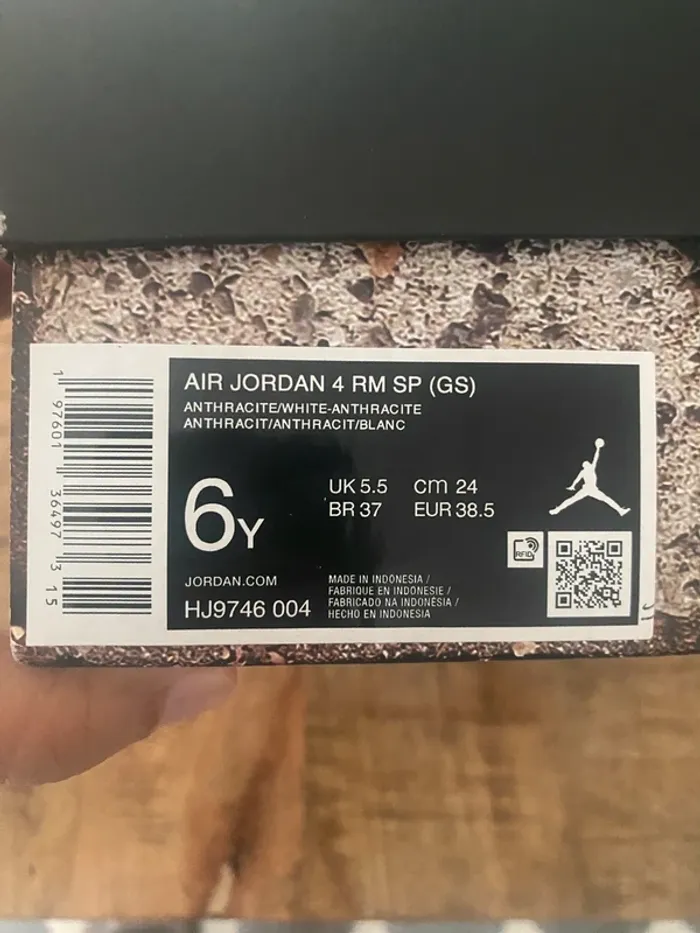 AIR JORDAN 4 RM SP (GS)
ANTHRACITE/WHITE-ANTHRACITE
ANTHRACIT/ANTHRACIT/BLANC
6Y
UK 5.5 cm 24
BR 37 EUR 38.5
RFID
JORDAN.COM
HJ9746 004
MADE IN INDONESIA /
FABRIQUE EN INDONESIE /
FABRICADO NA INDONÉSIA /
HECHO EN INDONESIA
1 97601 36497 3 15